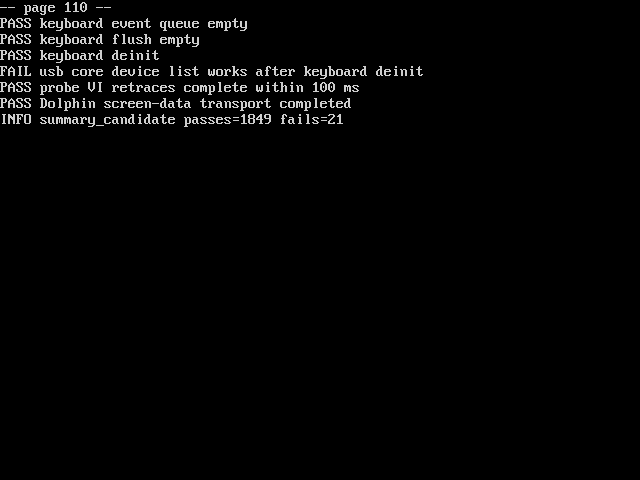 -- page 110 --
PASS keyboard event queue empty
PASS keyboard flush empty
PASS keyboard deinit
FAIL usb core device list works after keyboard deinit
PASS probe VI retraces complete within 100 ms
PASS Dolphin screen-data transport completed
INFO summary_candidate passes=1849 fails=21